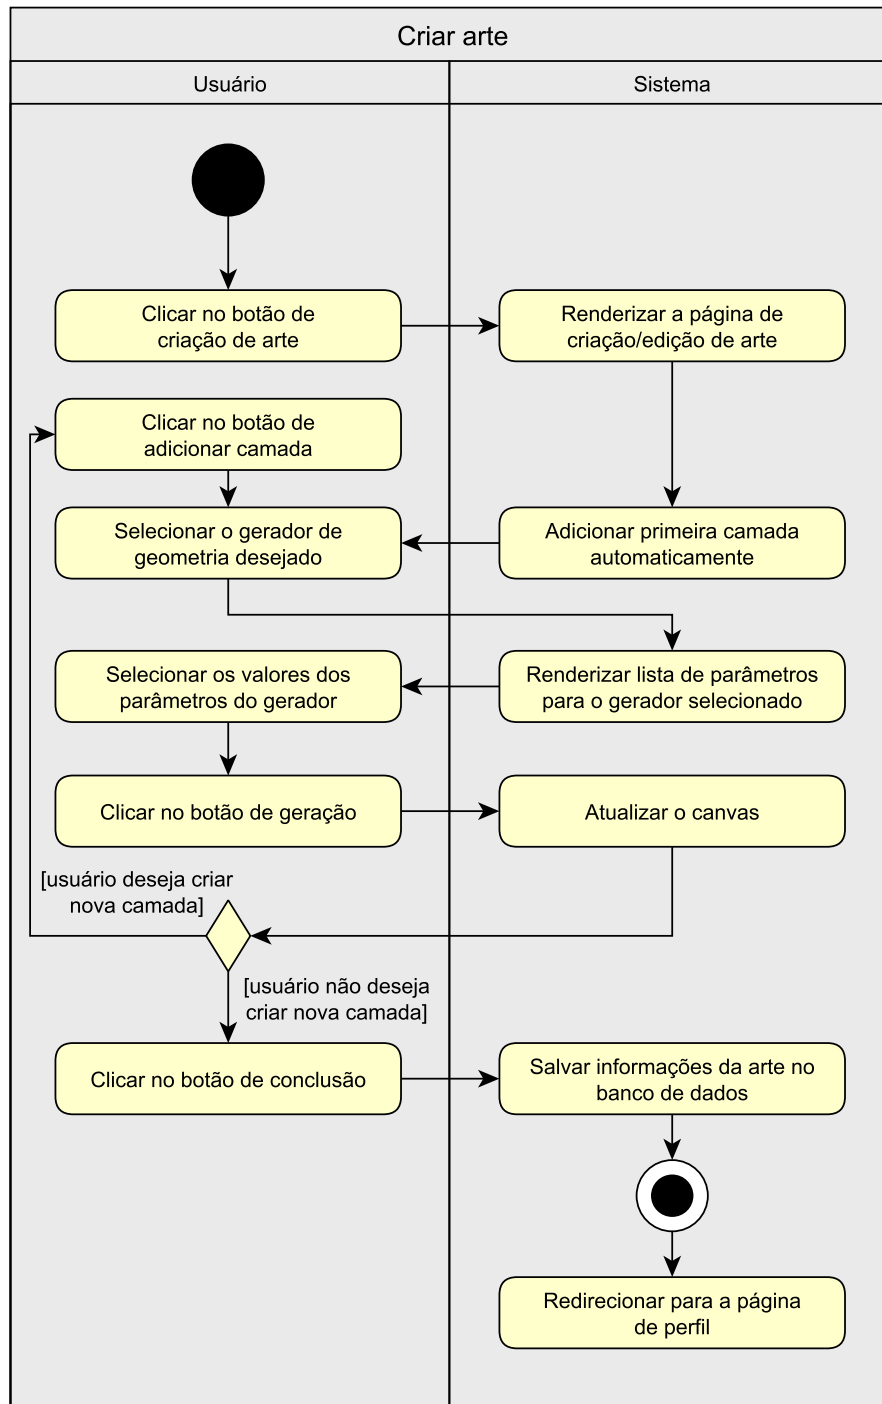 Criar arte
Usuário
Sistema
Clicar no botão de
criação de arte
Renderizar a página de
criação/edição de arte
Clicar no botão de
adicionar camada
Selecionar o gerador de
geometria desejado
Adicionar primeira camada
automaticamente
Selecionar os valores dos
parâmetros do gerador
Renderizar lista de parâmetros
para o gerador selecionado
Clicar no botão de geração
Atualizar o canvas
[usuário deseja criar
nova camada]
[usuário não deseja
criar nova camada]
Clicar no botão de conclusão
Salvar informações da arte no
banco de dados
Redirecionar para a página
de perfil